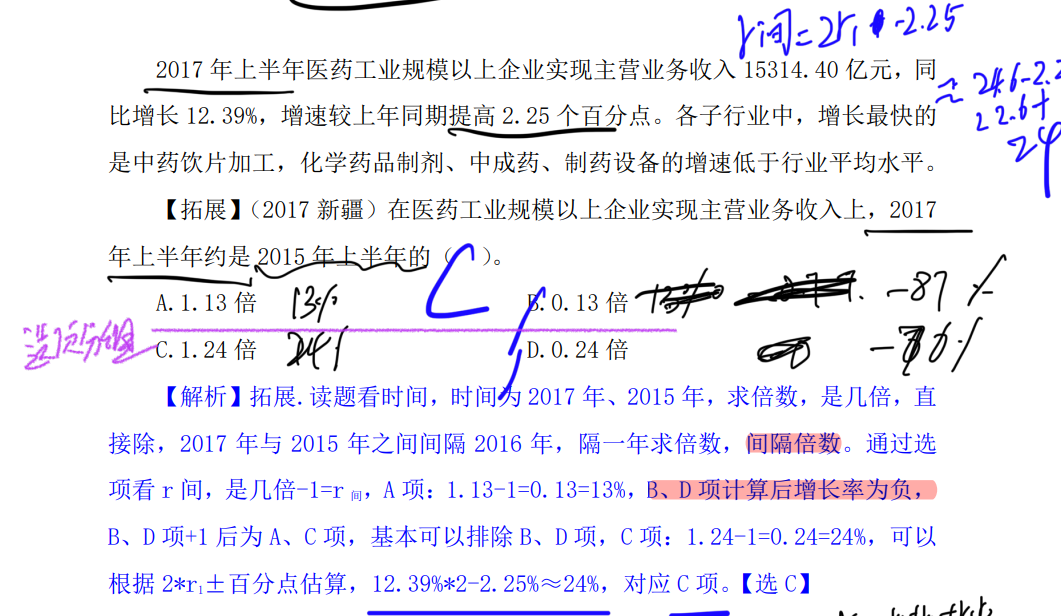 r间=2r₁-2.25
≈24.6-2.2
22.6+
24
2017 年上半年医药工业规模以上企业实现主营业务收入 15314.40 亿元，同
比增长 12.39%，增速较上年同期提高 2.25 个百分点。各子行业中，增长最快的
是中药饮片加工，化学药品制剂、中成药、制药设备的增速低于行业平均水平。
【拓展】（2017 新疆）在医药工业规模以上企业实现主营业务收入上，2017
年上半年约是 2015 年上半年的（C）。
A.1.13 倍 13% B.0.13 倍 -87%
选项分组
C.1.24 倍 24% D.0.24 倍 -76%
【解析】拓展.读题看时间，时间为 2017 年、2015 年，求倍数，是几倍，直
接除，2017 年与 2015 年之间间隔 2016 年，隔一年求倍数，间隔倍数。通过选
项看 r 间，是几倍-1=r 间，A 项：1.13-1=0.13=13%，B、D 项计算后增长率为负，
B、D 项+1 后为 A、C 项，基本可以排除 B、D 项，C 项：1.24-1=0.24=24%，可以
根据 2*r₁±百分点估算，12.39%*2-2.25%≈24%，对应 C 项。【选 C】